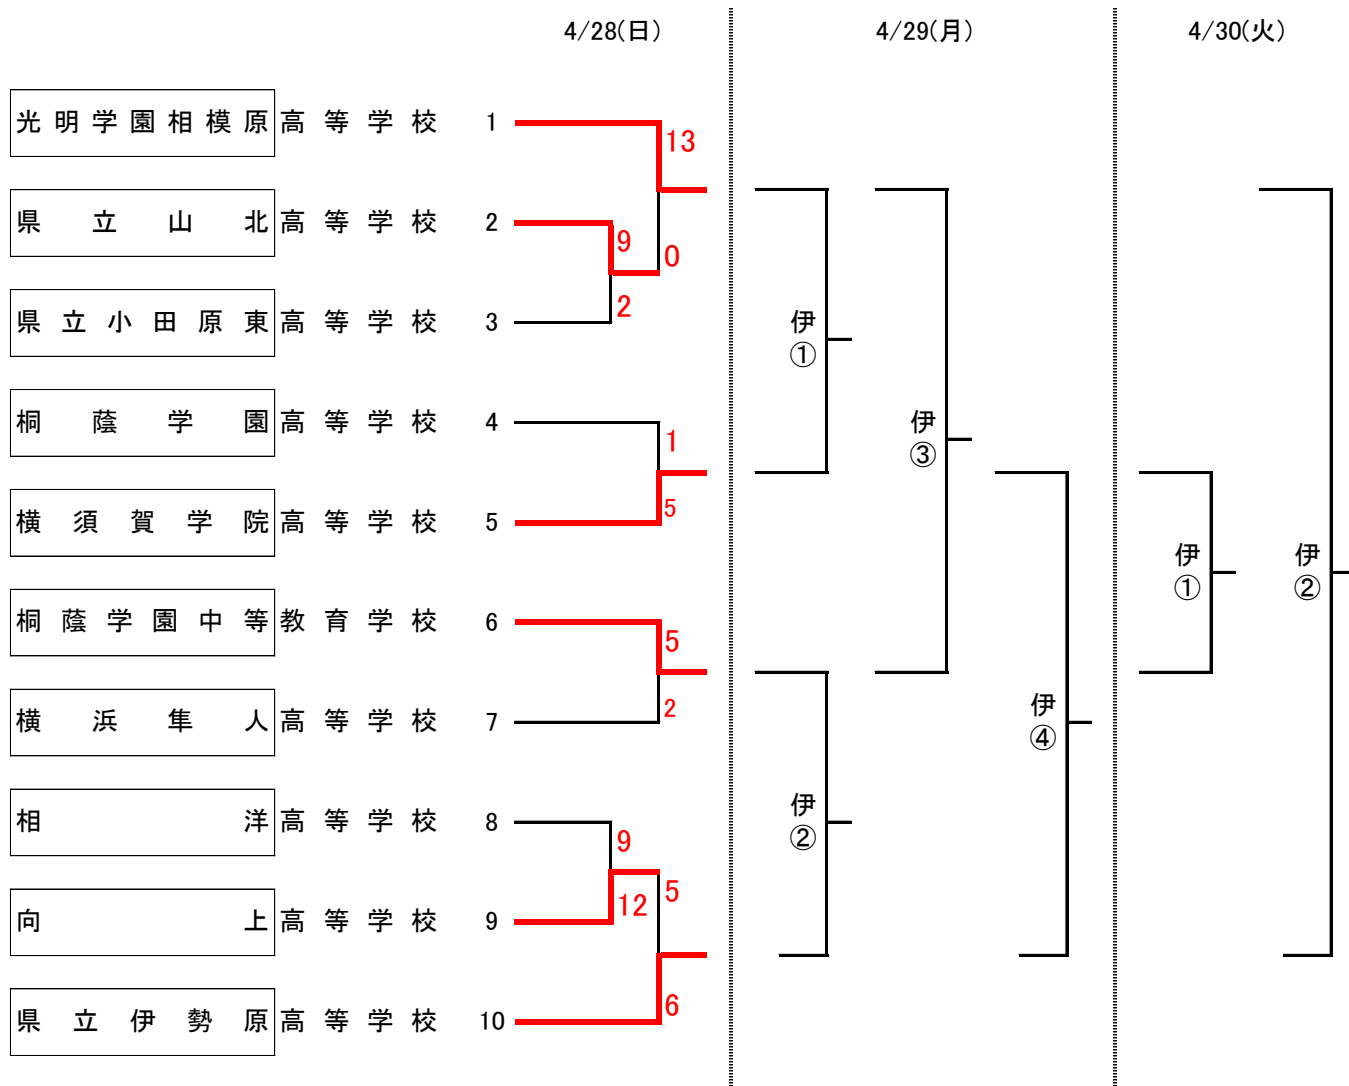 4/28(日) 4/29(月) 4/30(火)
光明学園相模原高等学校 1
13
県立山北高等学校 2
9
0
2
県立小田原東高等学校 3
伊①
桐蔭学園高等学校 4
1
伊③
横須賀学院高等学校 5
5
伊①
伊②
桐蔭学園中等教育学校 6
5
2
横浜隼人高等学校 7
伊④
相洋高等学校 8
9
伊②
5
12
向上高等学校 9
6
県立伊勢原高等学校 10